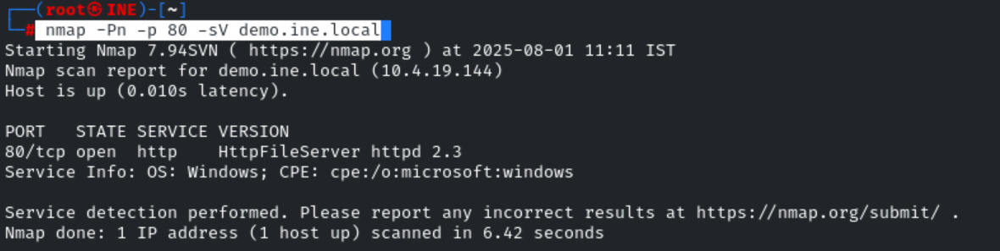 ┌──(root㉿INE)-[~]
└─# nmap -Pn -p 80 -sV demo.ine.local
Starting Nmap 7.94SVN ( https://nmap.org ) at 2025-08-01 11:11 IST
Nmap scan report for demo.ine.local (10.4.19.144)
Host is up (0.010s latency).
PORT   STATE SERVICE VERSION
80/tcp open  http    HttpFileServer httpd 2.3
Service Info: OS: Windows; CPE: cpe:/o:microsoft:windows
Service detection performed. Please report any incorrect results at https://nmap.org/submit/ .
Nmap done: 1 IP address (1 host up) scanned in 6.42 seconds